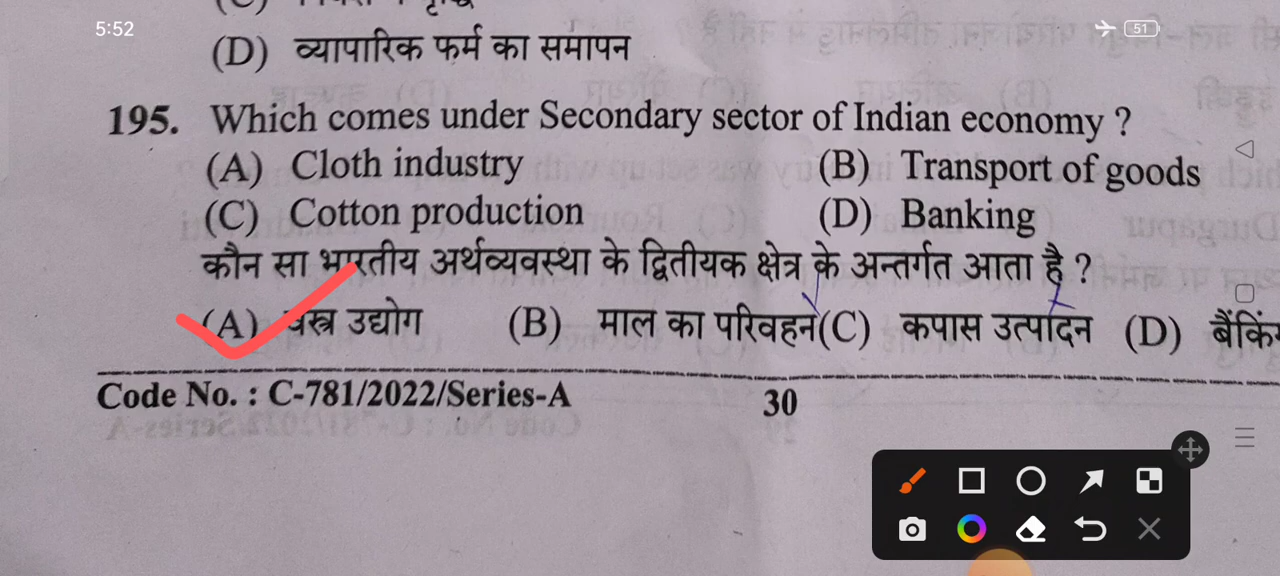 5:52
51
(D) व्यापारिक फर्म का समापन
195. Which comes under Secondary sector of Indian economy ?
(A) Cloth industry (B) Transport of goods
(C) Cotton production (D) Banking
कौन सा भारतीय अर्थव्यवस्था के द्वितीयक क्षेत्र के अन्तर्गत आता है ?
(A) वस्त्र उद्योग (B) माल का परिवहन (C) कपास उत्पादन (D) बैंकिंग
Code No. : C-781/2022/Series-A 30